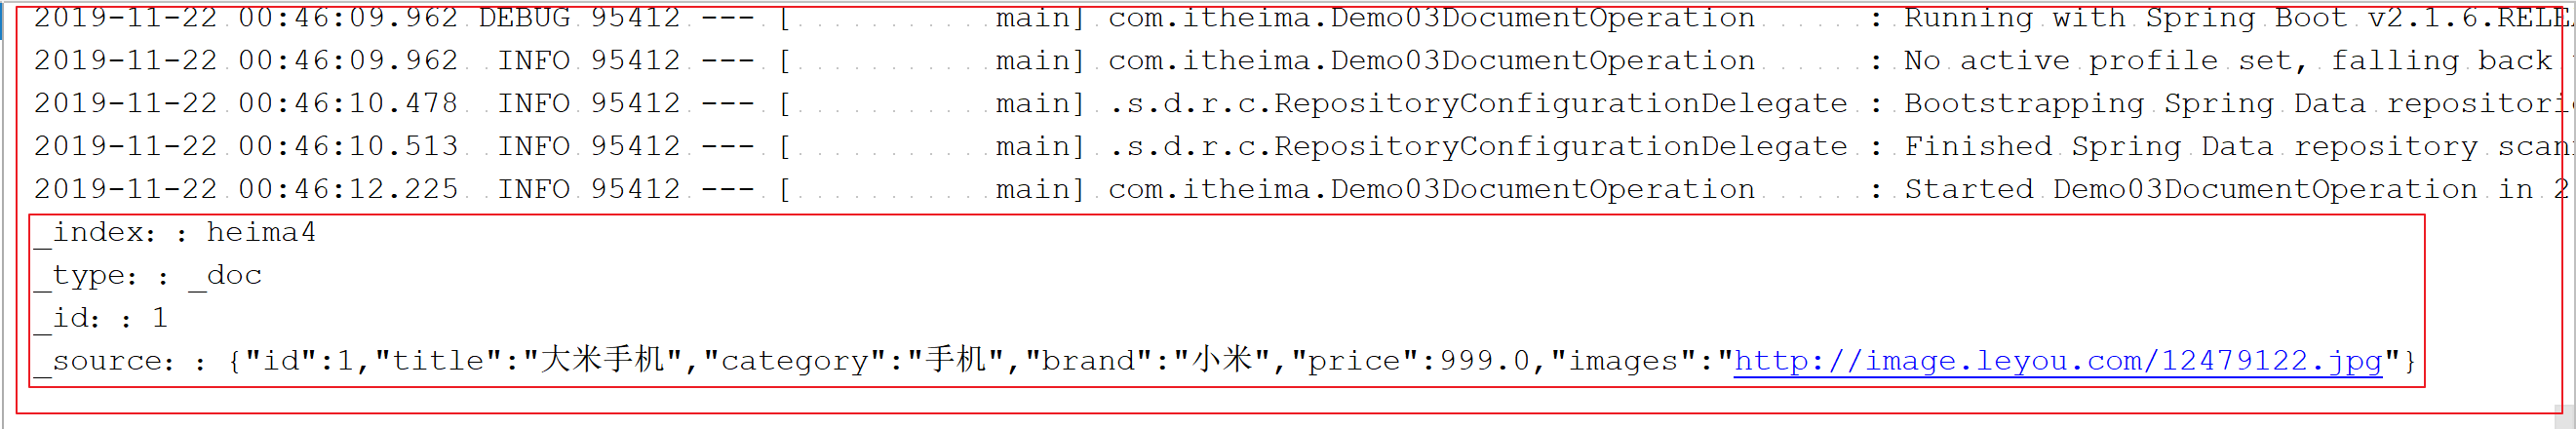 2019-11-22 00:46:09.962 DEBUG 95412 --- [           main] com.itheima.Demo03DocumentOperation      : Running with Spring Boot v2.1.6.RELEA
2019-11-22 00:46:09.962  INFO 95412 --- [           main] com.itheima.Demo03DocumentOperation      : No active profile set, falling back
2019-11-22 00:46:10.478  INFO 95412 --- [           main] .s.d.r.c.RepositoryConfigurationDelegate : Bootstrapping Spring Data repositorie
2019-11-22 00:46:10.513  INFO 95412 --- [           main] .s.d.r.c.RepositoryConfigurationDelegate : Finished Spring Data repository scann
2019-11-22 00:46:12.225  INFO 95412 --- [           main] com.itheima.Demo03DocumentOperation      : Started Demo03DocumentOperation in 2
_index：: heima4
_type：: _doc
_id：: 1
_source：: {"id":1,"title":"大米手机","category":"手机","brand":"小米","price":999.0,"images":"http://image.leyou.com/12479122.jpg"}